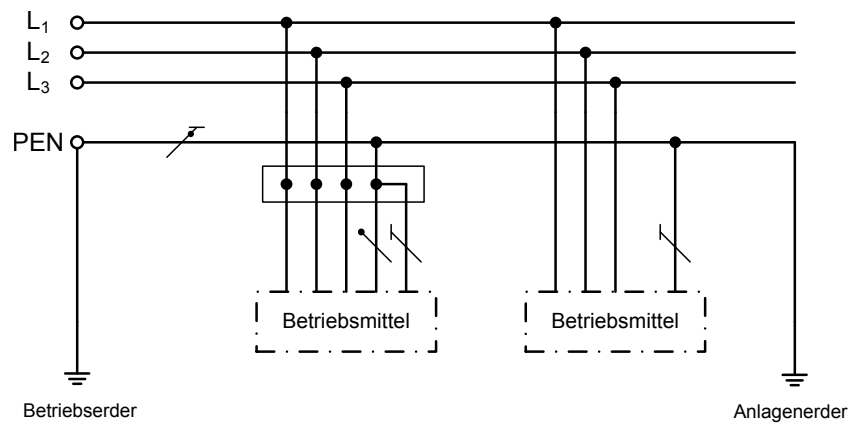 L₁
L₂
L₃
PEN
Betriebsmittel
Betriebsmittel
Betriebserder
Anlagenerder